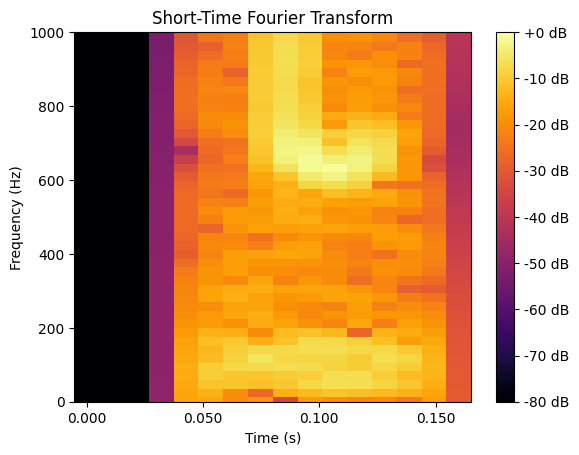 Short-Time Fourier Transform
1000
800
600
400
200
0
Frequency (Hz)
0.000
0.050
0.100
0.150
Time (s)
+0 dB
-10 dB
-20 dB
-30 dB
-40 dB
-50 dB
-60 dB
-70 dB
-80 dB